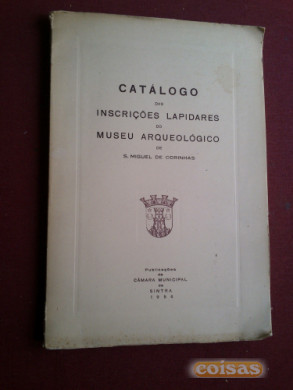 CATÁLOGO
DAS
INSCRIÇÕES LAPIDARES
DO
MUSEU ARQUEOLÓGICO
DE
S. MIGUEL DE ODRINHAS
PUBLICAÇÕES
DA
CÂMARA MUNICIPAL
DE
SINTRA
coisas